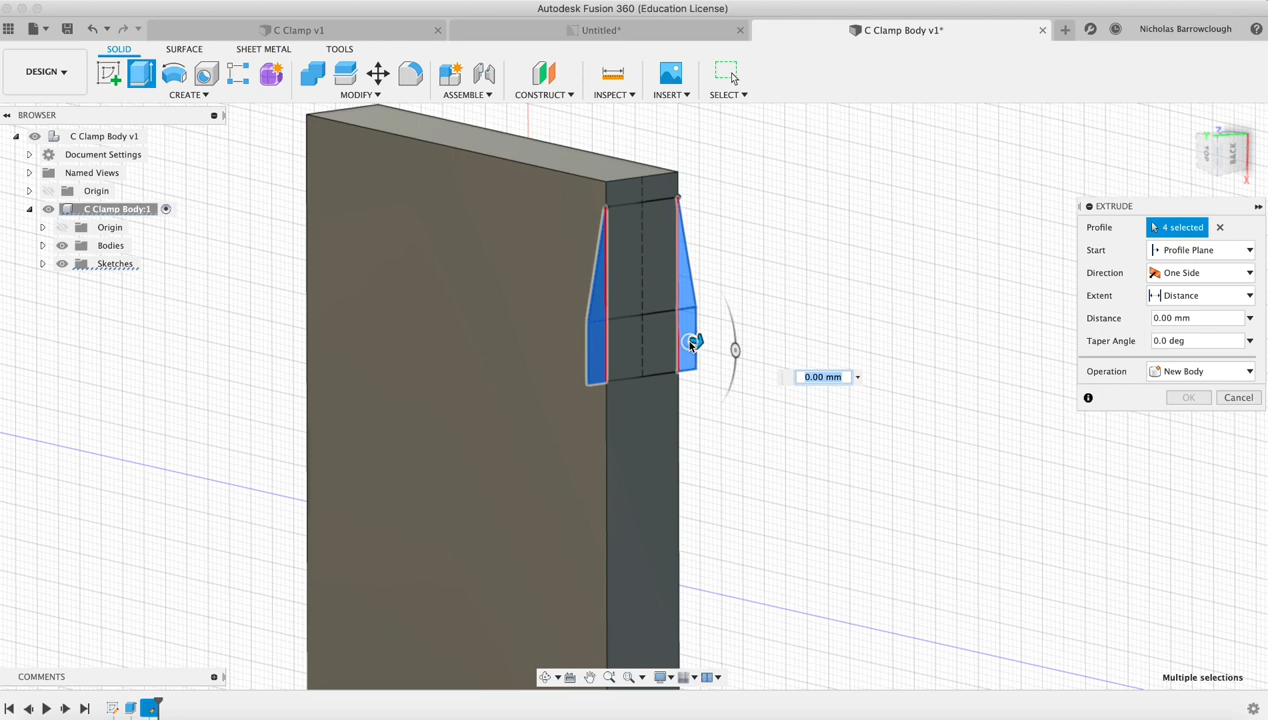 Autodesk Fusion 360 (Education License)
C Clamp v1
Untitled*
C Clamp Body v1*
Nicholas Barrowclough
DESIGN
SOLID SURFACE SHEET METAL TOOLS
CREATE MODIFY ASSEMBLE CONSTRUCT INSPECT INSERT SELECT
BROWSER
C Clamp Body v1
Document Settings
Named Views
Origin
C Clamp Body:1
Origin
Bodies
Sketches
TOP
BACK
Z
Y
X
EXTRUDE
Profile 4 selected
Start Profile Plane
Direction One Side
Extent Distance
Distance 0.00 mm
Taper Angle 0.0 deg
Operation New Body
OK Cancel
0.00 mm
COMMENTS
Multiple selections